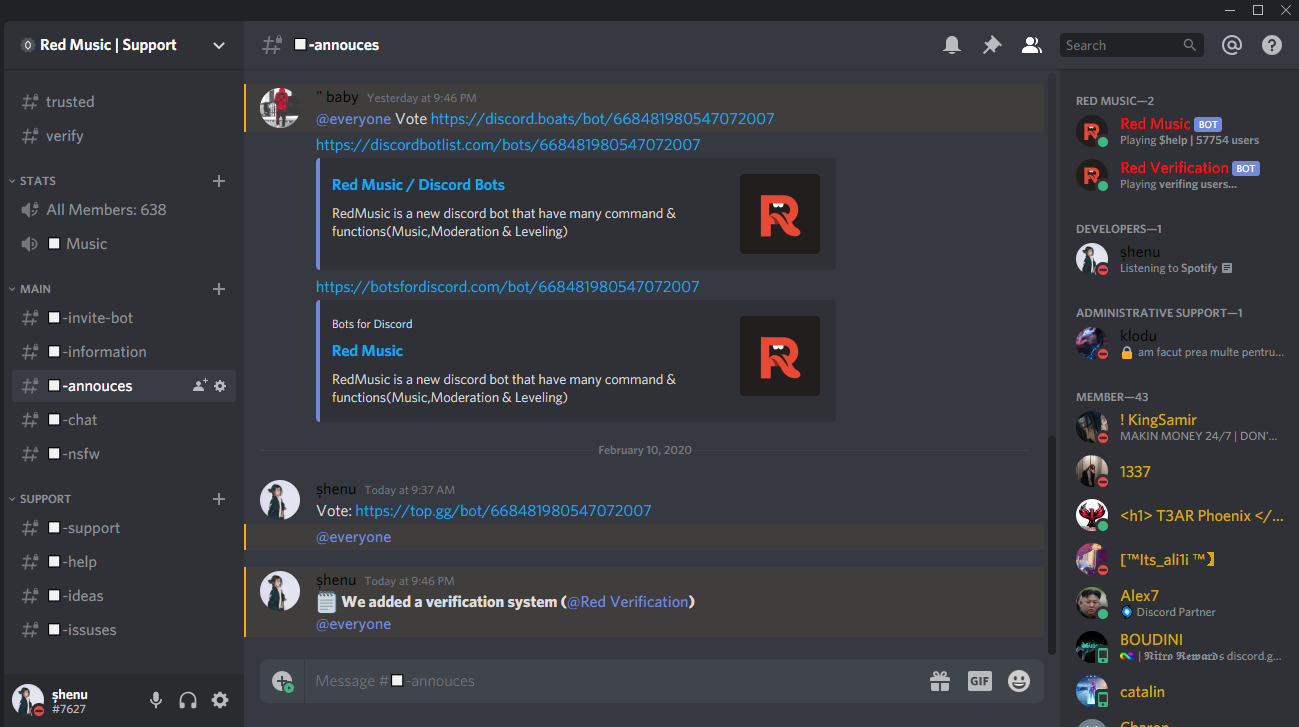 Red Music | Support
trusted
verify
STATS
All Members: 638
Music
MAIN
-invite-bot
-information
-annouces
-chat
-nsfw
SUPPORT
-support
-help
-ideas
-issuses
șhenu
#7627
-annouces
Search
" baby Yesterday at 9:46 PM
@everyone Vote https://discord.boats/bot/668481980547072007
https://discordbotlist.com/bots/668481980547072007
Red Music / Discord Bots
RedMusic is a new discord bot that have many command &
functions(Music,Moderation & Leveling)
https://botsfordiscord.com/bot/668481980547072007
Bots for Discord
Red Music
RedMusic is a new discord bot that have many command &
functions(Music,Moderation & Leveling)
February 10, 2020
șhenu Today at 9:37 AM
Vote: https://top.gg/bot/668481980547072007
@everyone
șhenu Today at 9:46 PM
We added a verification system (@Red Verification)
@everyone
Message # -annouces
GIF
RED MUSIC—2
Red Music BOT
Playing $help | 57754 users
Red Verification BOT
Playing verifing users...
DEVELOPERS—1
șhenu
Listening to Spotify
ADMINISTRATIVE SUPPORT—1
klodu
am facut prea multe pentru...
MEMBER—43
! KingSamir
MAKIN MONEY 24/7 | DON'...
1337
<h1> T3AR Phoenix </...
[™Its_ali1i ™】
Alex7
Discord Partner
BOUDINI
| 𝕹𝖎𝖙𝖗𝖔 𝕽𝖊𝖜𝖆𝖗𝖉𝖘 discord.g...
catalin